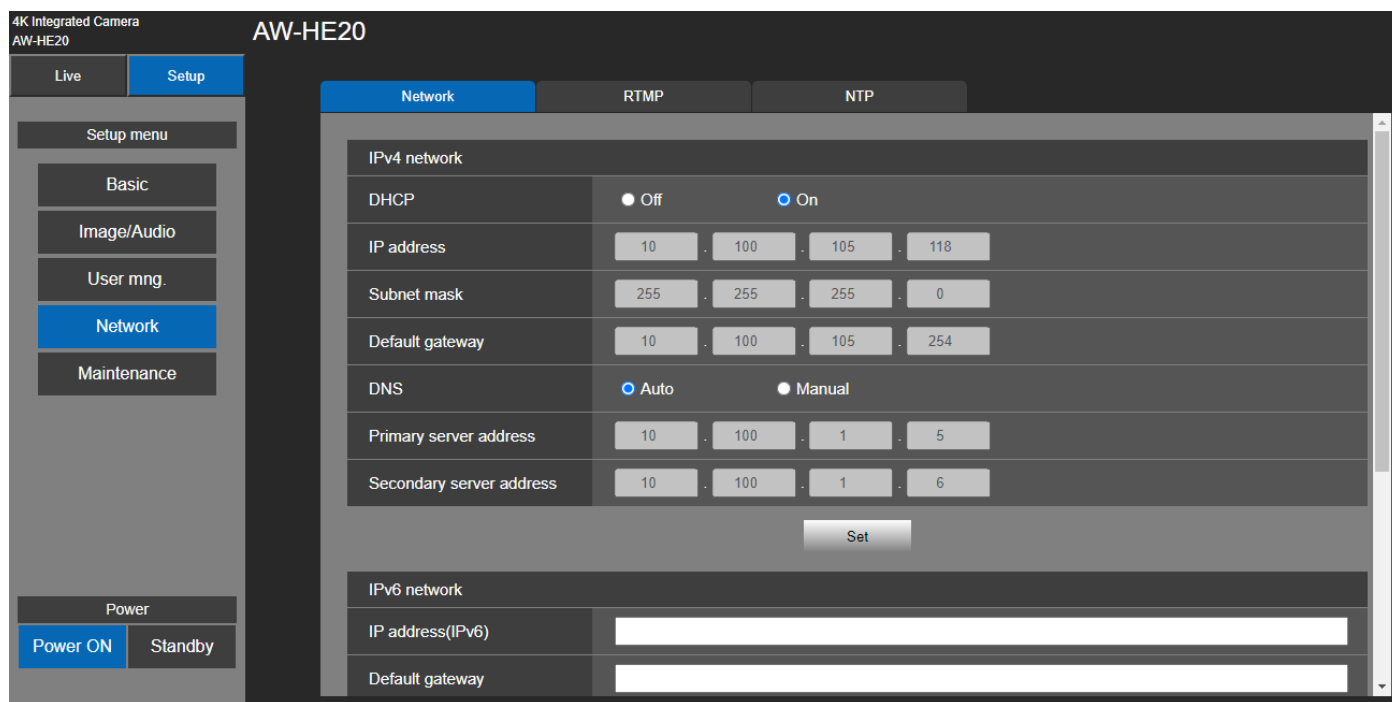 4K Integrated Camera
AW-HE20
AW-HE20
Live Setup
Network RTMP NTP
Setup menu
Basic
Image/Audio
User mng.
Network
Maintenance
IPv4 network
DHCP Off On
IP address 10 . 100 . 105 . 118
Subnet mask 255 . 255 . 255 . 0
Default gateway 10 . 100 . 105 . 254
DNS Auto Manual
Primary server address 10 . 100 . 1 . 5
Secondary server address 10 . 100 . 1 . 6
Set
IPv6 network
IP address(IPv6)
Default gateway
Power
Power ON Standby